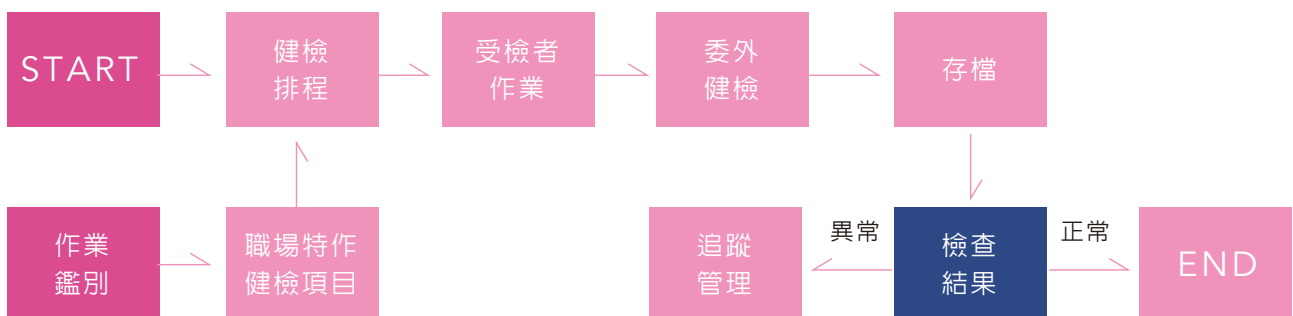 START
健檢
排程
受檢者
作業
委外
健檢
存檔
作業
鑑別
職場特作
健檢項目
追蹤
管理
異常
檢查
結果
正常
END